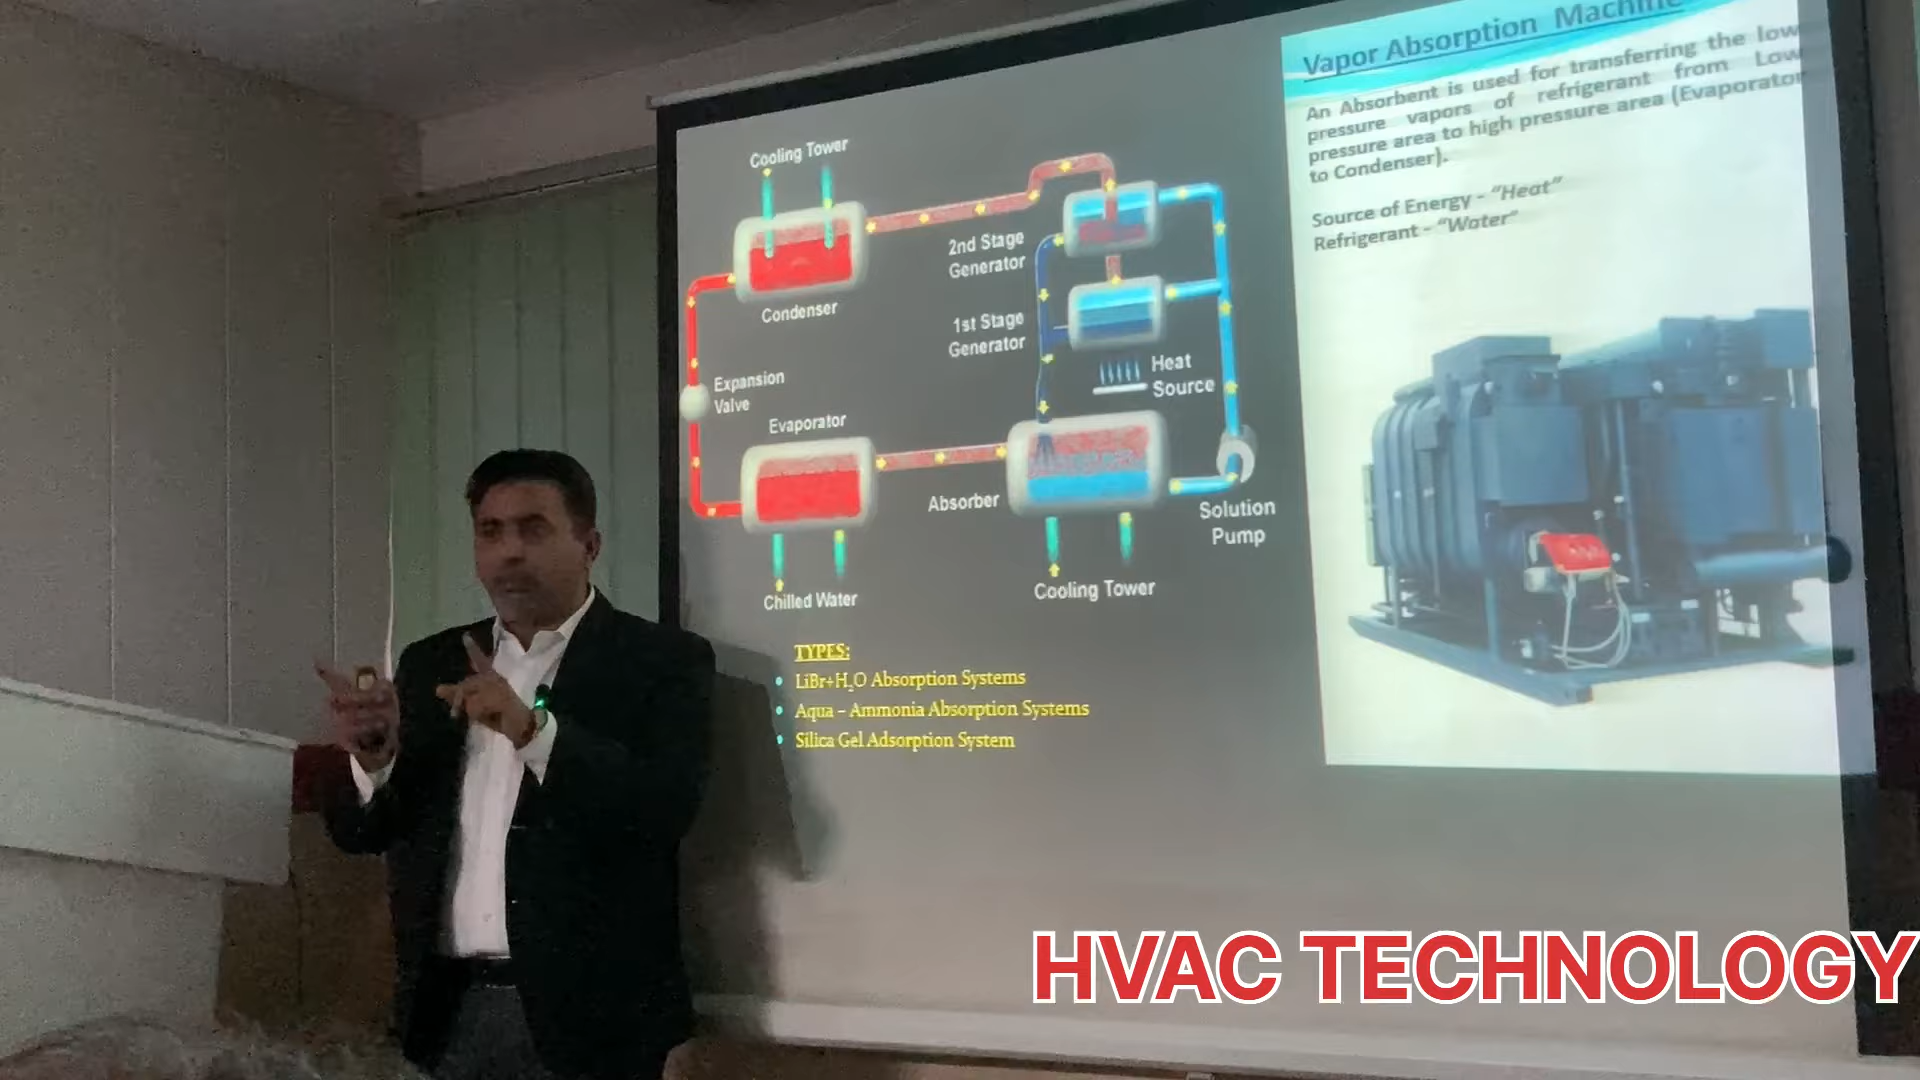 Vapor Absorption Machine
An Absorbent is used for transferring the low
pressure vapors of refrigerant from Low
pressure area to high pressure area (Evaporator
to Condenser).
Source of Energy - "Heat"
Refrigerant - "Water"
Cooling Tower
Condenser
2nd Stage
Generator
1st Stage
Generator
Heat
Source
Expansion
Valve
Evaporator
Absorber
Solution
Pump
Chilled Water
Cooling Tower
TYPES:
• LiBr+H₂O Absorption Systems
• Aqua – Ammonia Absorption Systems
• Silica Gel Adsorption System
HVAC TECHNOLOGY